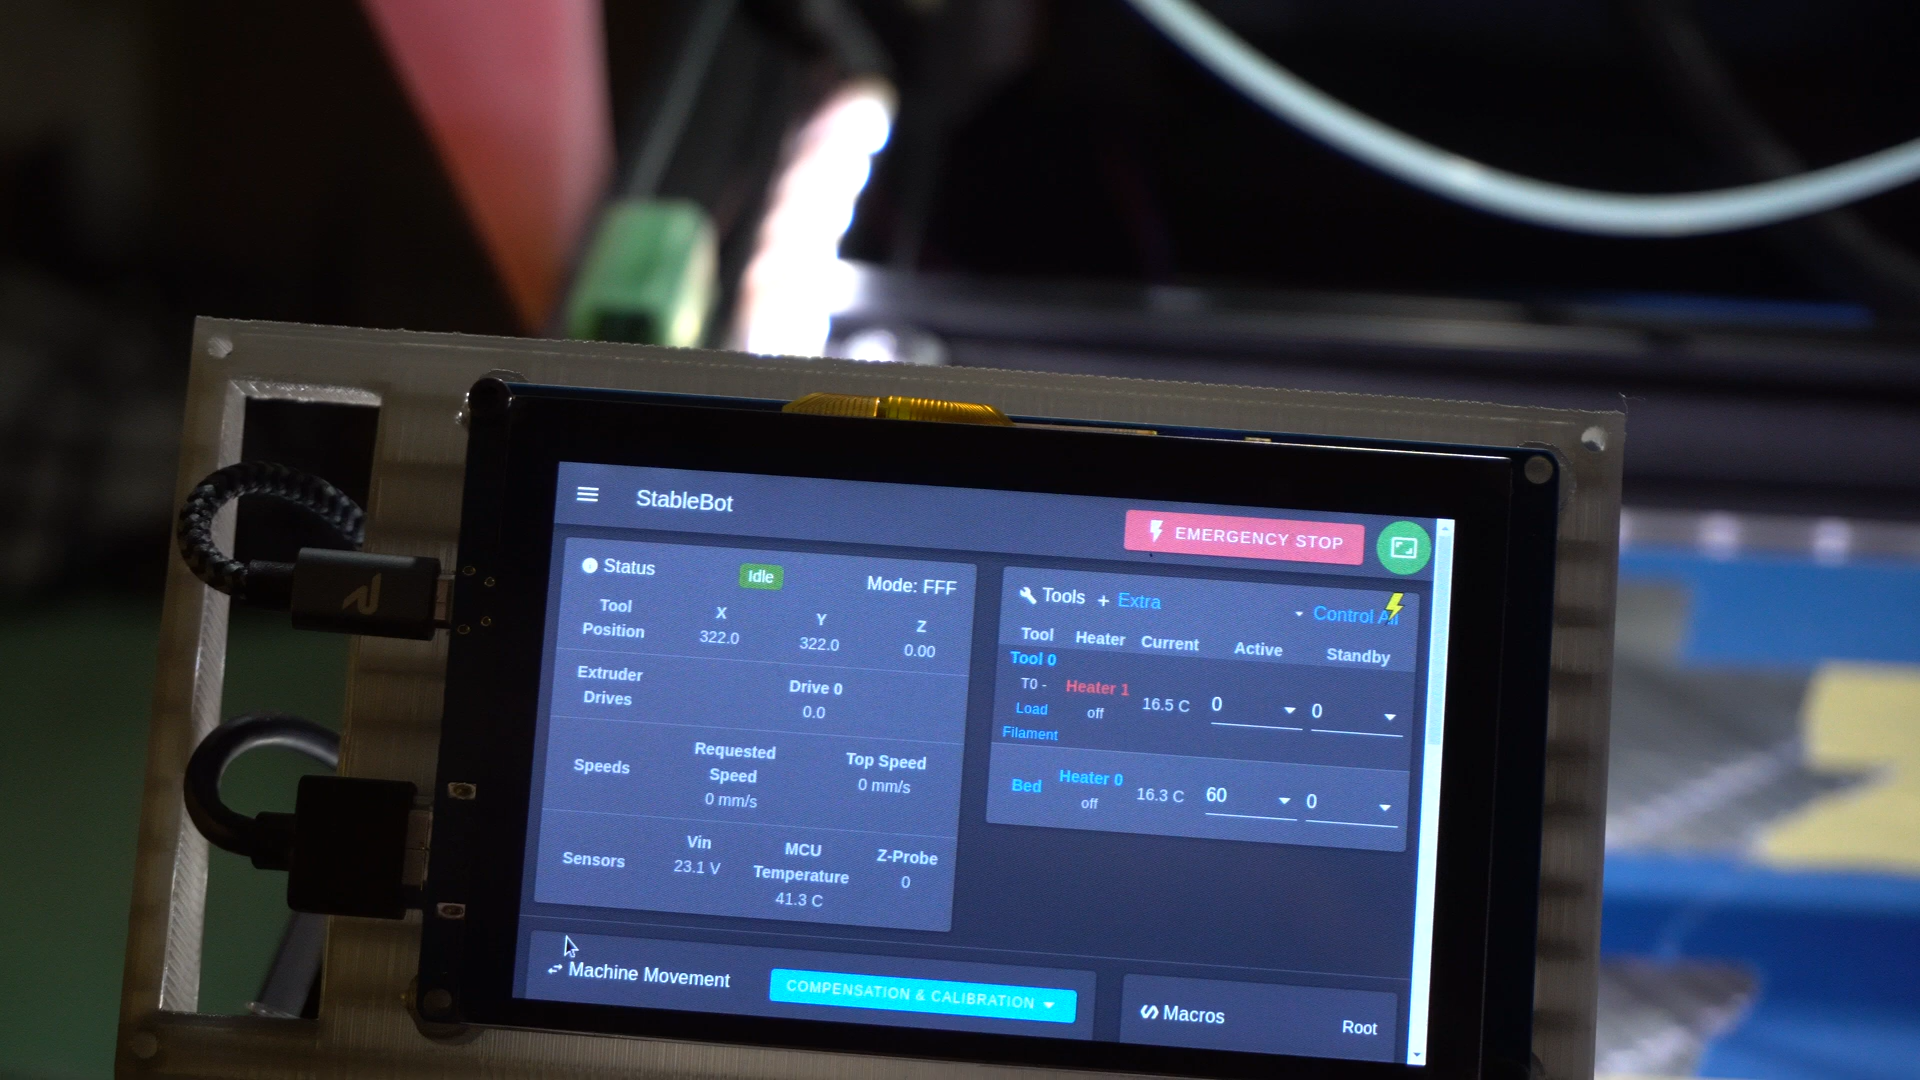 StableBot
EMERGENCY STOP
Status
Idle
Mode: FFF
Tool Position
X
Y
Z
322.0
322.0
0.00
Extruder Drives
Drive 0
0.0
Speeds
Requested Speed
Top Speed
0 mm/s
0 mm/s
Sensors
Vin
MCU Temperature
Z-Probe
23.1 V
41.3 C
0
Tools + Extra
Control All
Tool Heater Current Active Standby
Tool 0
T0 -
Load Filament
Heater 1
off
16.5 C
0
0
Bed
Heater 0
off
16.3 C
60
0
Machine Movement
COMPENSATION & CALIBRATION
Macros
Root